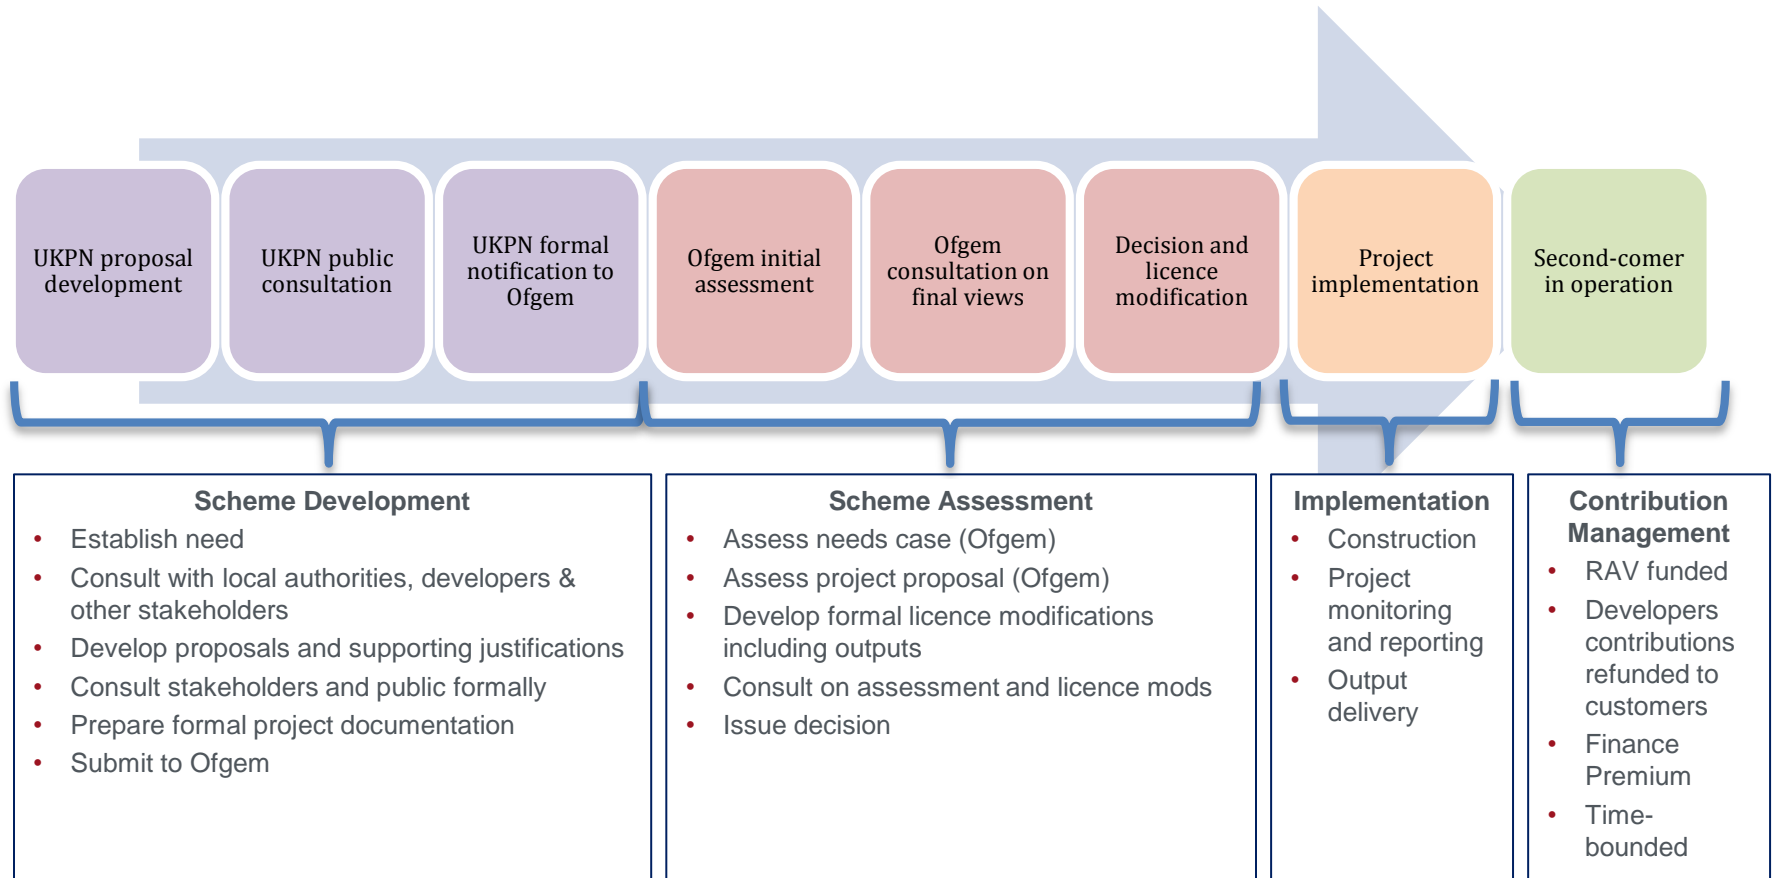 UKPN proposal
development
UKPN public
consultation
UKPN formal
notification to
Ofgem
Ofgem initial
assessment
Ofgem
consultation on
final views
Decision and
licence
modification
Project
implementation
Second-comer
in operation
Scheme Development
• Establish need
• Consult with local authorities, developers &
other stakeholders
• Develop proposals and supporting justifications
• Consult stakeholders and public formally
• Prepare formal project documentation
• Submit to Ofgem
Scheme Assessment
• Assess needs case (Ofgem)
• Assess project proposal (Ofgem)
• Develop formal licence modifications
including outputs
• Consult on assessment and licence mods
• Issue decision
Implementation
• Construction
• Project
monitoring
and reporting
• Output
delivery
Contribution
Management
• RAV funded
• Developers
contributions
refunded to
customers
• Finance
Premium
• Time-
bounded